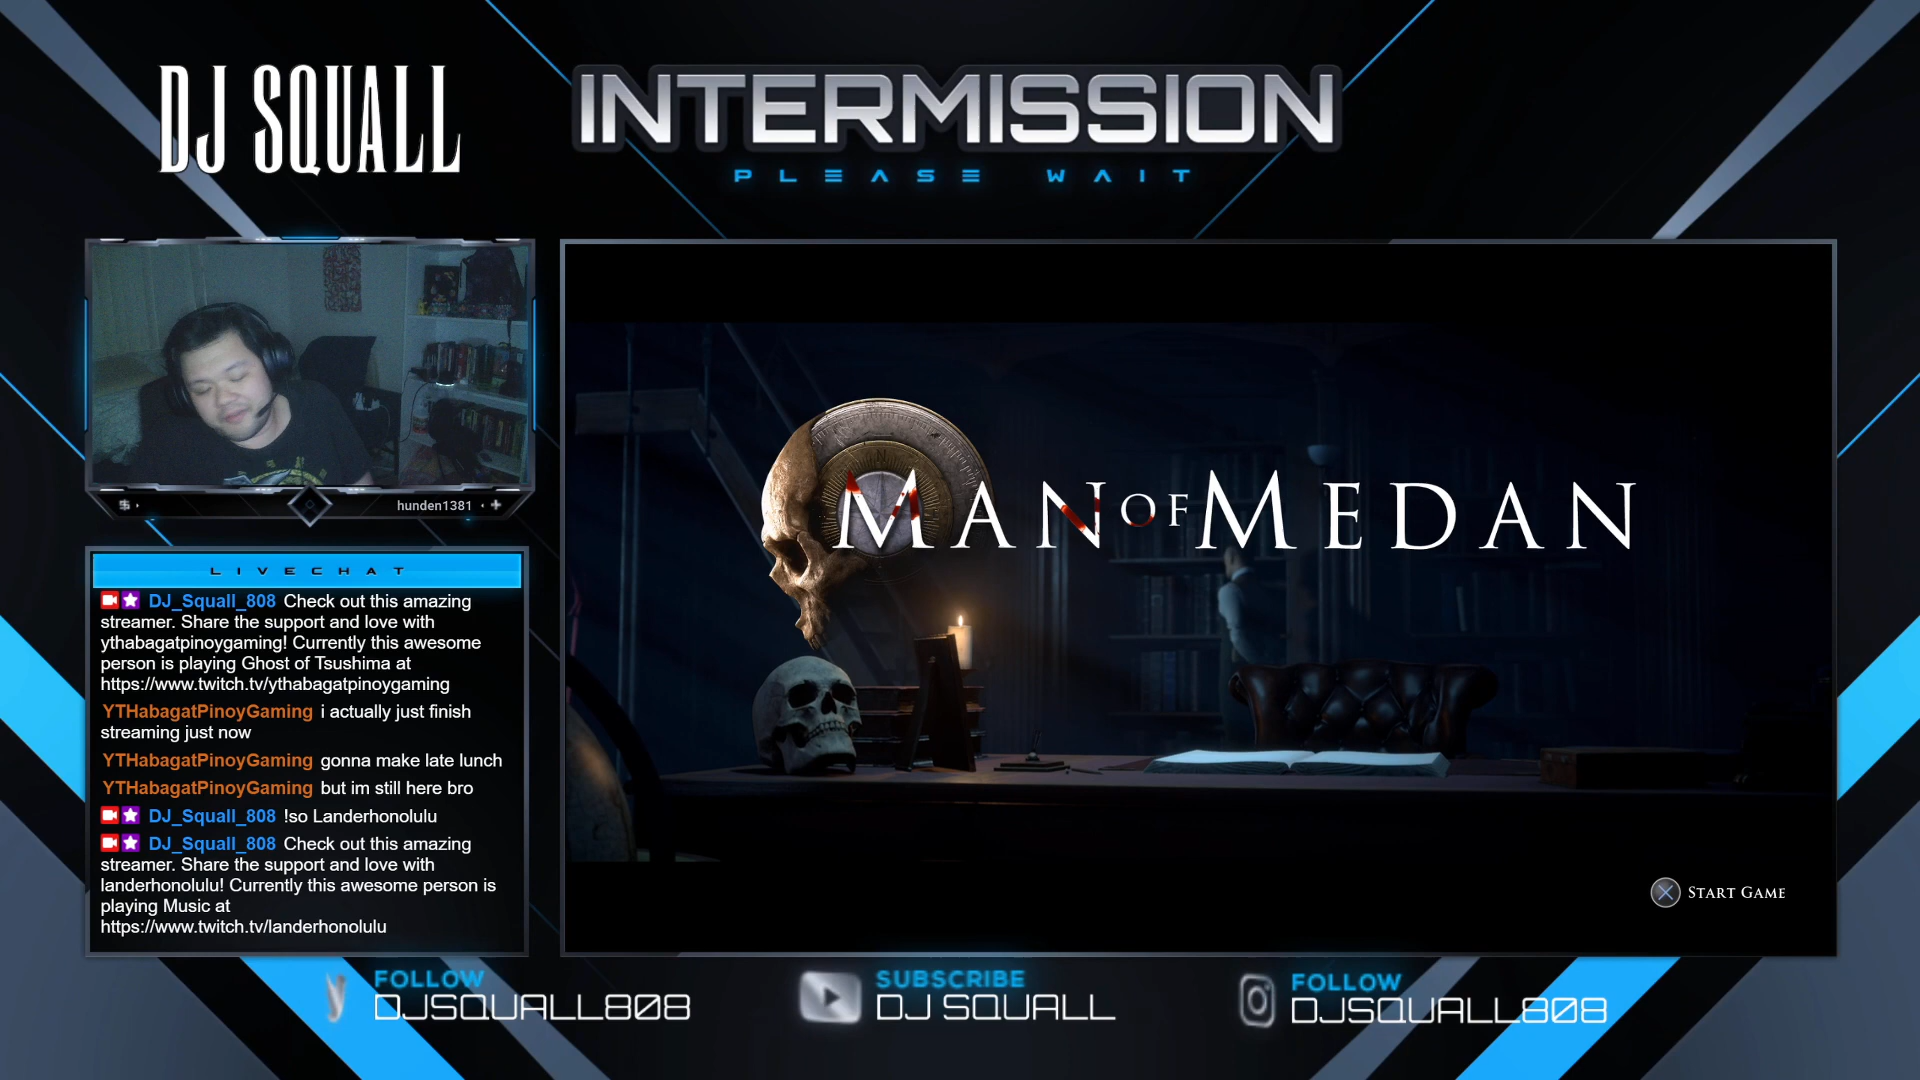 DJ SQUALL
INTERMISSION
PLEASE WAIT
hunden1381
LIVECHAT
DJ_Squall_808 Check out this amazing
streamer. Share the support and love with
ythabagatpinoygaming! Currently this awesome
person is playing Ghost of Tsushima at
https://www.twitch.tv/ythabagatpinoygaming
YTHabagatPinoyGaming i actually just finish
streaming just now
YTHabagatPinoyGaming gonna make late lunch
YTHabagatPinoyGaming but im still here bro
DJ_Squall_808 !so Landerhonolulu
DJ_Squall_808 Check out this amazing
streamer. Share the support and love with
landerhonolulu! Currently this awesome person is
playing Music at
https://www.twitch.tv/landerhonolulu
MAN OF MEDAN
START GAME
FOLLOW
DJSQUALL808
SUBSCRIBE
DJ SQUALL
FOLLOW
DJSQUALL808